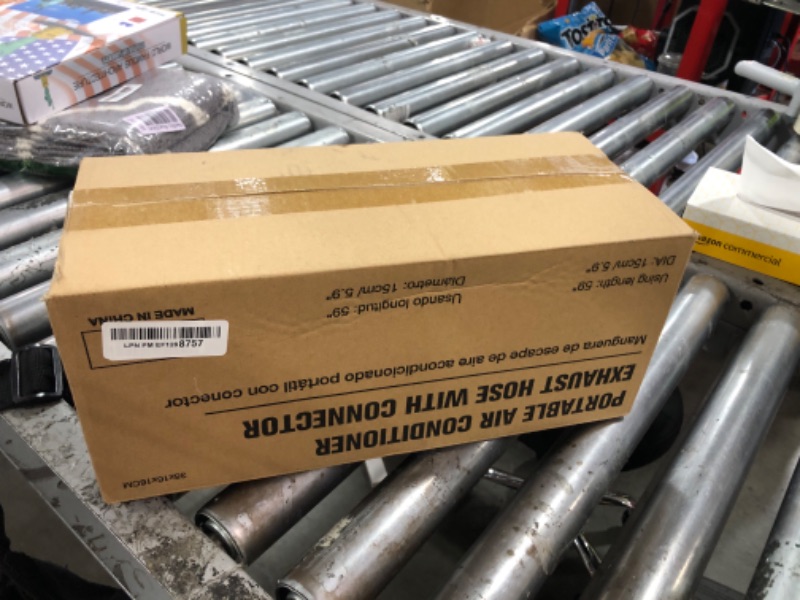 PORTABLE AIR CONDITIONER
EXHAUST HOSE WITH CONNECTOR
Manguera de escape de aire acondicionado portátil con conector
Using length: 59"
DIA: 15cm/ 5.9"
Usando longitud: 59"
Diámetro: 15cm/ 5.9"
MADE IN CHINA
8757
amazon commercial
TOSTITOS